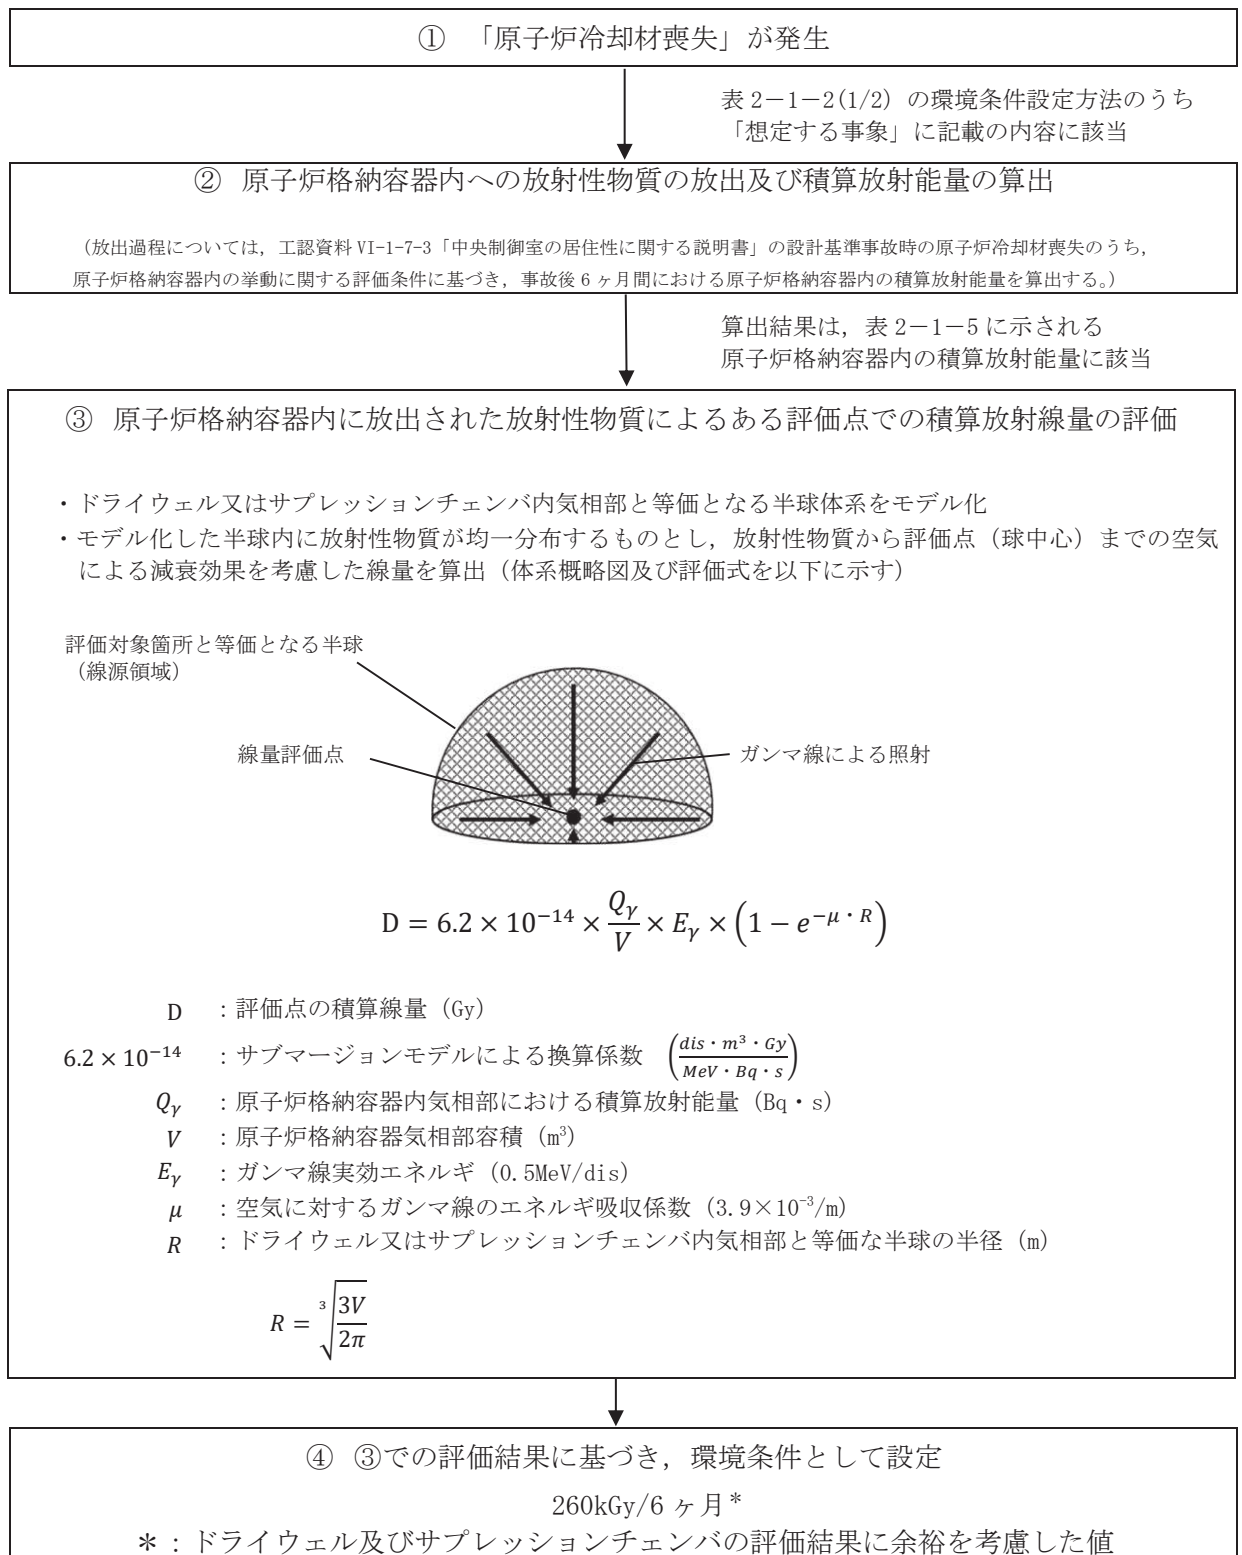 ① 「原子炉冷却材喪失」が発生
表 2－1－2(1/2) の環境条件設定方法のうち
「想定する事象」に記載の内容に該当
② 原子炉格納容器内への放射性物質の放出及び積算放射能量の算出
（放出過程については，工認資料 VI-1-7-3「中央制御室の居住性に関する説明書」の設計基準事故時の原子炉冷却材喪失のうち，
原子炉格納容器内の挙動に関する評価条件に基づき，事故後 6 ヶ月間における原子炉格納容器内の積算放射能量を算出する。）
算出結果は，表 2－1－5 に示される
原子炉格納容器内の積算放射能量に該当
③ 原子炉格納容器内に放出された放射性物質によるある評価点での積算放射線量の評価
・ドライウェル又はサプレッションチェンバ内気相部と等価となる半球体系をモデル化
・モデル化した半球内に放射性物質が均一分布するものとし，放射性物質から評価点（球中心）までの空気
による減衰効果を考慮した線量を算出（体系概略図及び評価式を以下に示す）
評価対象箇所と等価となる半球
（線源領域）
線量評価点
ガンマ線による照射
D = 6.2 × 10⁻¹⁴ × Qγ/V × Eγ × (1 − e^(−μ・R))
D ：評価点の積算線量（Gy）
6.2 × 10⁻¹⁴ ：サブマージョンモデルによる換算係数 (dis・m³・Gy/MeV・Bq・s)
Qγ ：原子炉格納容器内気相部における積算放射能量（Bq・s）
V ：原子炉格納容器気相部容積（m³）
Eγ ：ガンマ線実効エネルギ（0.5MeV/dis）
μ ：空気に対するガンマ線のエネルギ吸収係数（3.9×10⁻³/m）
R ：ドライウェル又はサプレッションチェンバ内気相部と等価な半球の半径（m）
R = ³√(3V/2π)
④ ③での評価結果に基づき，環境条件として設定
260kGy/6 ヶ月＊
＊：ドライウェル及びサプレッションチェンバの評価結果に余裕を考慮した値